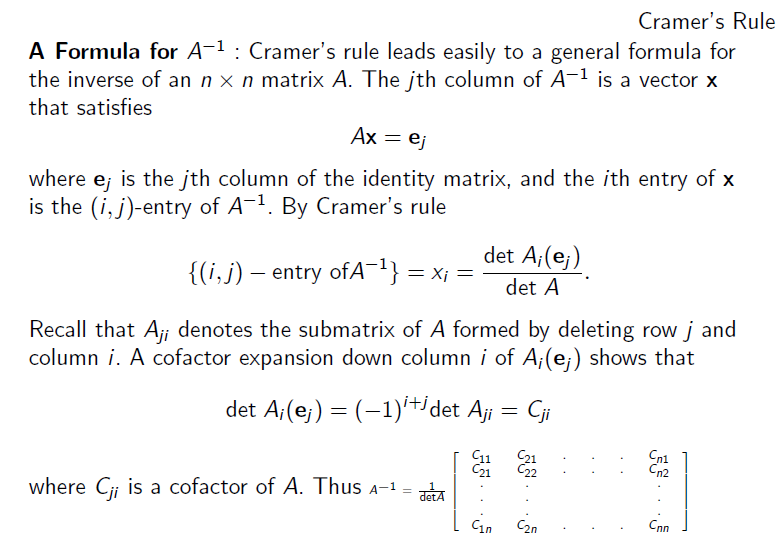 Cramer's Rule
A Formula for A⁻¹ : Cramer's rule leads easily to a general formula for
the inverse of an n × n matrix A. The jth column of A⁻¹ is a vector x
that satisfies
Ax = eⱼ
where eⱼ is the jth column of the identity matrix, and the ith entry of x
is the (i, j)-entry of A⁻¹. By Cramer's rule
{(i, j) − entry ofA⁻¹} = xᵢ = det Aᵢ(eⱼ) / det A .
Recall that Aⱼᵢ denotes the submatrix of A formed by deleting row j and
column i. A cofactor expansion down column i of Aᵢ(eⱼ) shows that
det Aᵢ(eⱼ) = (−1)ⁱ⁺ʲdet Aⱼᵢ = Cⱼᵢ
where Cⱼᵢ is a cofactor of A. Thus A⁻¹ = 1/detA
C₁₁ C₂₁ . . . Cₙ₁
C₂₁ C₂₂ . . . Cₙ₂
. . . .
. . . .
. . . .
C₁ₙ C₂ₙ . . . Cₙₙ